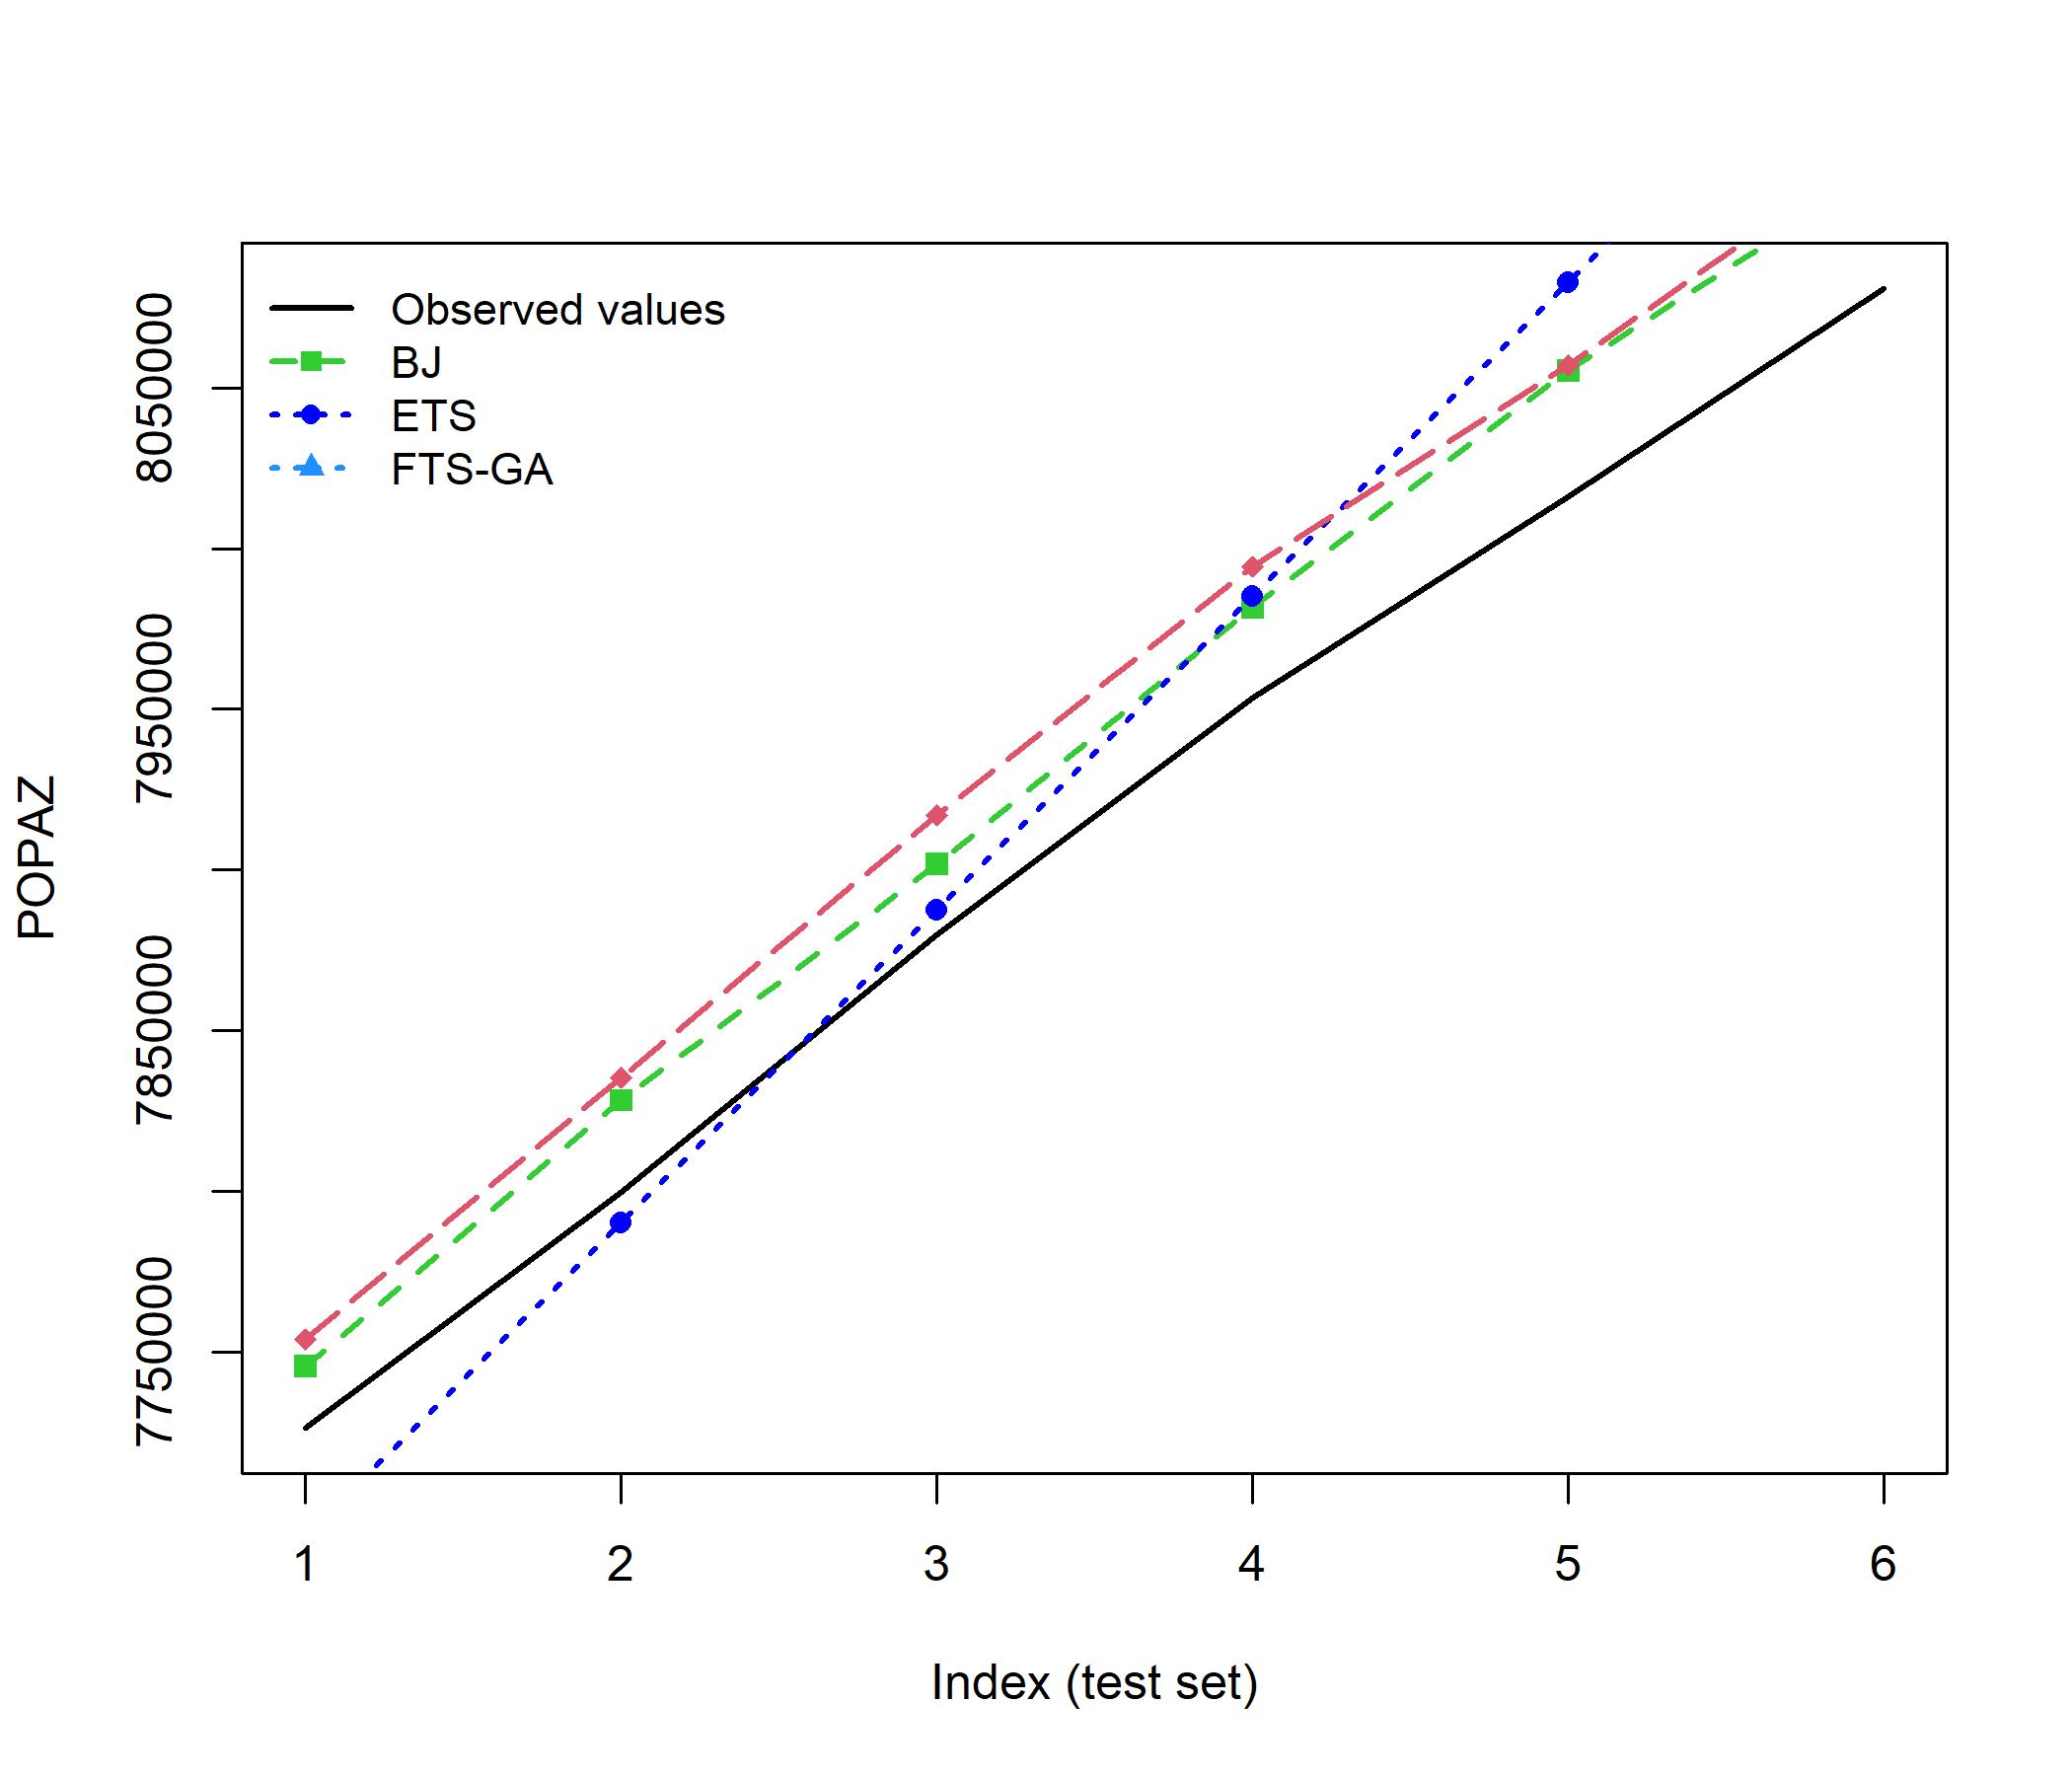 Observed values
BJ
ETS
FTS-GA
POPAZ
8050000
7950000
7850000
7750000
1 2 3 4 5 6
Index (test set)